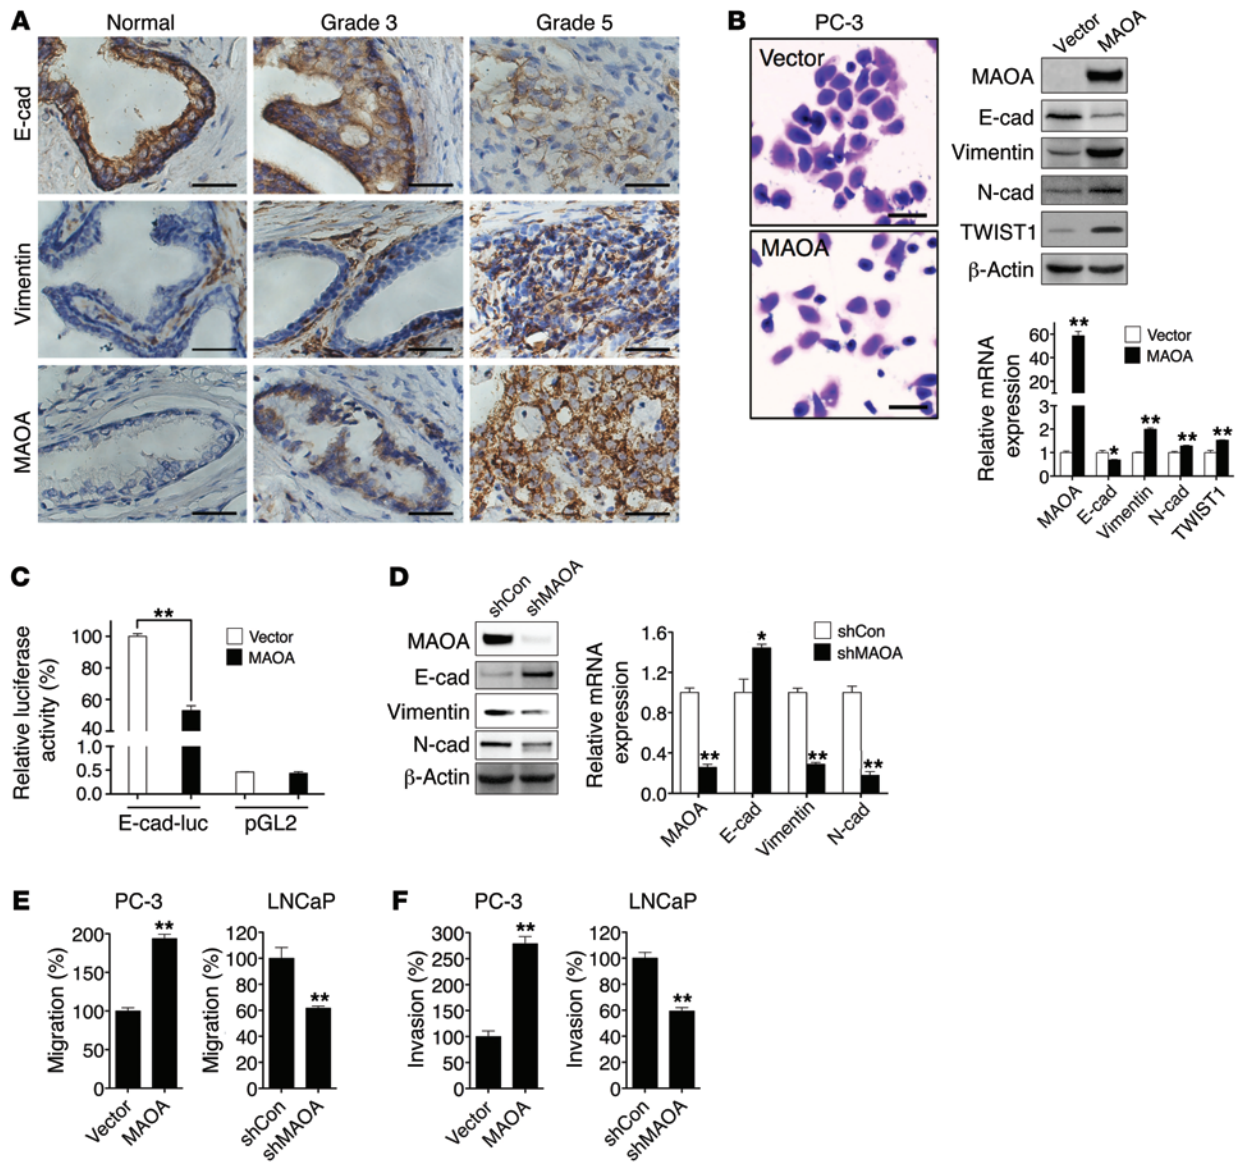 A
Normal
Grade 3
Grade 5
E-cad
Vimentin
MAOA
B
PC-3
Vector
MAOA
Vector
MAOA
MAOA
E-cad
Vimentin
N-cad
TWIST1
β-Actin
Relative mRNA
expression
60
40
20
3
2
1
0
**
*
**
**
**
Vector
MAOA
MAOA
E-cad
Vimentin
N-cad
TWIST1
C
Relative luciferase
activity (%)
100
80
60
40
1.0
0.5
0.0
**
Vector
MAOA
E-cad-luc
pGL2
D
shCon
shMAOA
MAOA
E-cad
Vimentin
N-cad
β-Actin
Relative mRNA
expression
1.6
1.2
0.8
0.4
0.0
**
*
**
**
shCon
shMAOA
MAOA
E-cad
Vimentin
N-cad
E
PC-3
Migration (%)
200
150
100
50
0
**
Vector
MAOA
LNCaP
Migration (%)
120
100
80
60
40
20
0
**
shCon
shMAOA
F
PC-3
Invasion (%)
300
250
200
150
100
50
0
**
Vector
MAOA
LNCaP
Invasion (%)
120
100
80
60
40
20
0
**
shCon
shMAOA